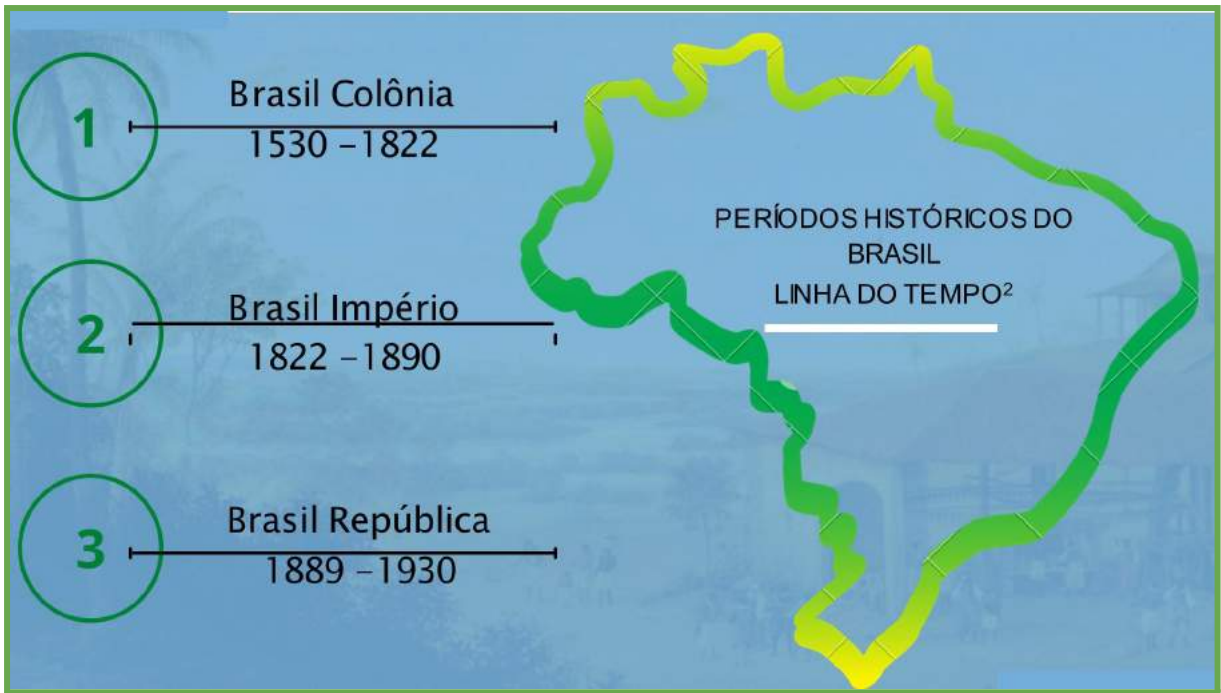 1
Brasil Colônia
1530 –1822
2
Brasil Império
1822 –1890
3
Brasil República
1889 –1930
PERÍODOS HISTÓRICOS DO
BRASIL
LINHA DO TEMPO²